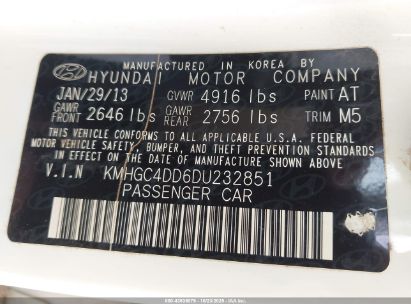 MANUFACTURED IN KOREA BY
HYUNDAI MOTOR COMPANY
JAN/29/13 GVWR 4916 lbs PAINT AT
GAWR FRONT 2646 lbs GAWR REAR 2756 lbs TRIM M5
THIS VEHICLE CONFORMS TO ALL APPLICABLE U.S.A. FEDERAL
MOTOR VEHICLE SAFETY, BUMPER, AND THEFT PREVENTION STANDARDS
IN EFFECT ON THE DATE OF MANUFACTURE SHOWN ABOVE.
V.I.N KMHGC4DD6DU232851
PASSENGER CAR